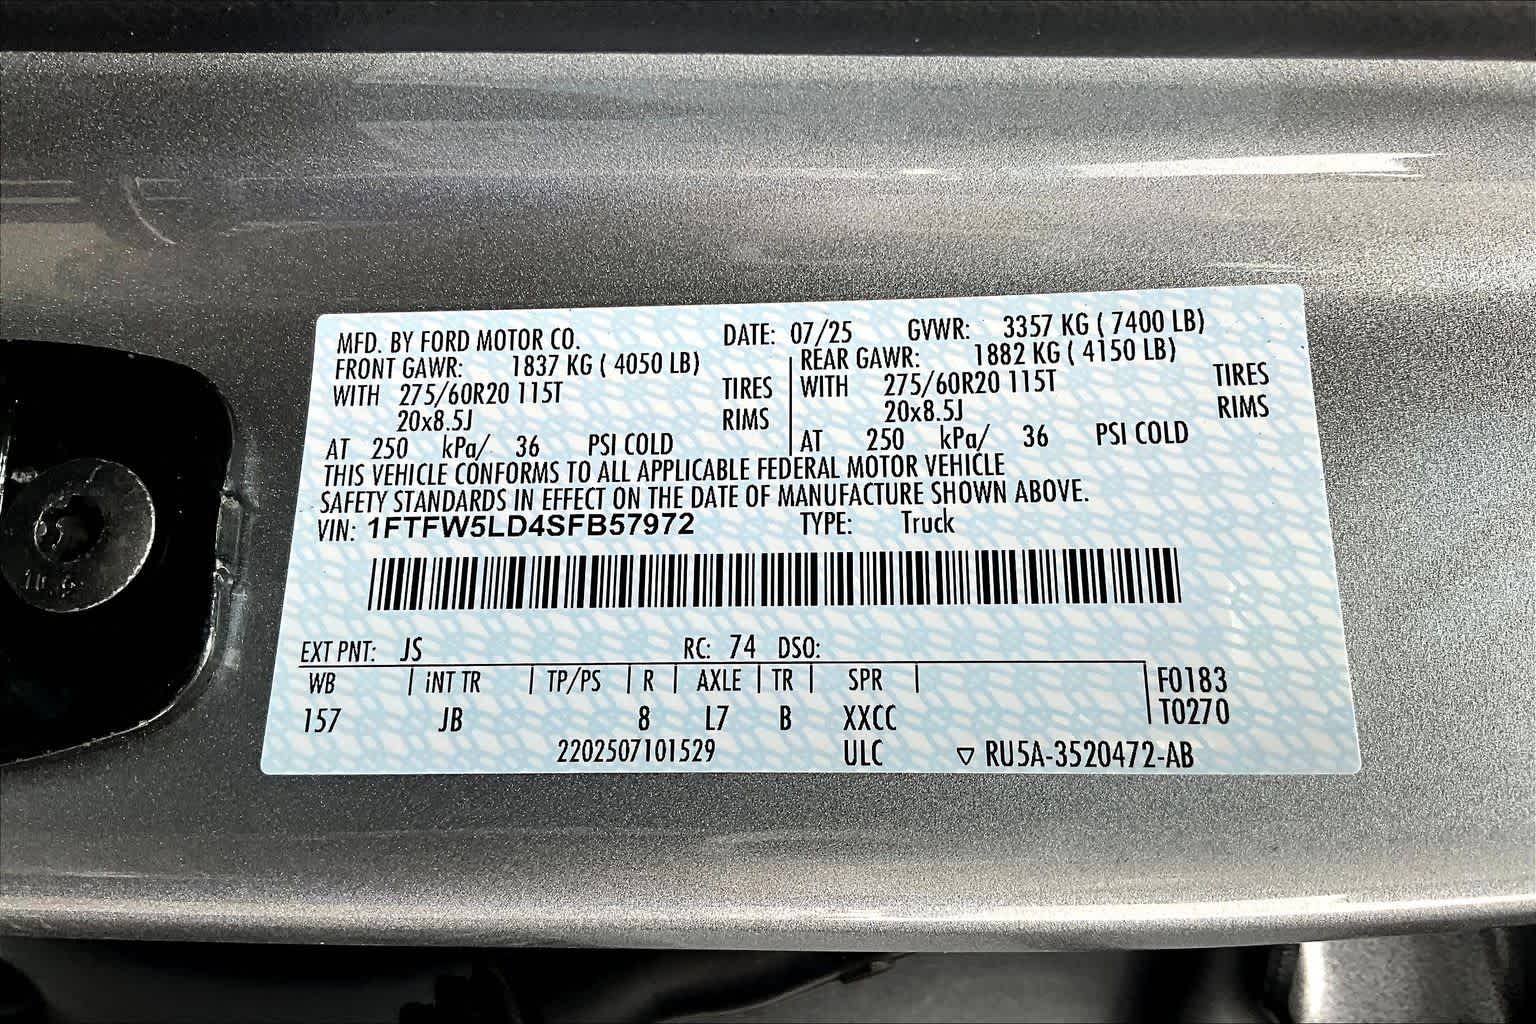 MFD. BY FORD MOTOR CO. DATE: 07/25 GVWR: 3357 KG ( 7400 LB)
FRONT GAWR: 1837 KG ( 4050 LB) REAR GAWR: 1882 KG ( 4150 LB)
WITH 275/60R20 115T TIRES WITH 275/60R20 115T TIRES
20x8.5J RIMS 20x8.5J RIMS
AT 250 kPa/ 36 PSI COLD AT 250 kPa/ 36 PSI COLD
THIS VEHICLE CONFORMS TO ALL APPLICABLE FEDERAL MOTOR VEHICLE
SAFETY STANDARDS IN EFFECT ON THE DATE OF MANUFACTURE SHOWN ABOVE.
VIN: 1FTFW5LD4SFB57972 TYPE: Truck
EXT PNT: JS RC: 74 DSO:
WB INT TR TP/PS R AXLE TR SPR F0183
157 JB 8 L7 B XXCC T0270
2202507101529 ULC ▽ RU5A-3520472-AB